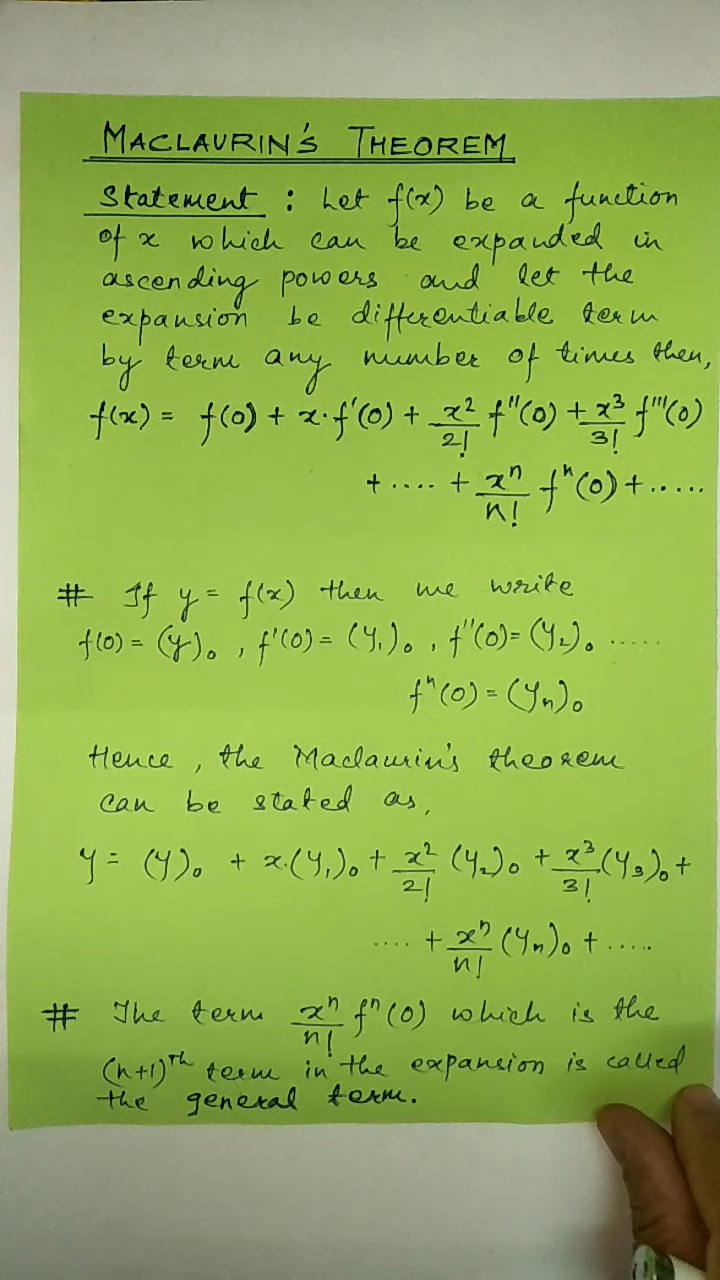 MACLAURIN'S THEOREM
Statement : Let f(x) be a function
of x which can be expanded in
ascending powers and let the
expansion be differentiable term
by term any number of times then,
f(x) = f(0) + x·f'(0) + x²/2! f''(0) + x³/3! f'''(0)
+ .... + xⁿ/n! fⁿ(0) + .....
# If y = f(x) then we write
f(0) = (y)₀ , f'(0) = (y₁)₀ , f''(0) = (y₂)₀ .....
fⁿ(0) = (yₙ)₀
Hence , the Maclaurin's theorem
can be stated as,
y = (y)₀ + x·(y₁)₀ + x²/2! (y₂)₀ + x³/3! (y₃)₀ +
.... + xⁿ/n! (yₙ)₀ + .....
# The term xⁿ/n! fⁿ(0) which is the
(n+1)ᵗʰ term in the expansion is called
the general term.